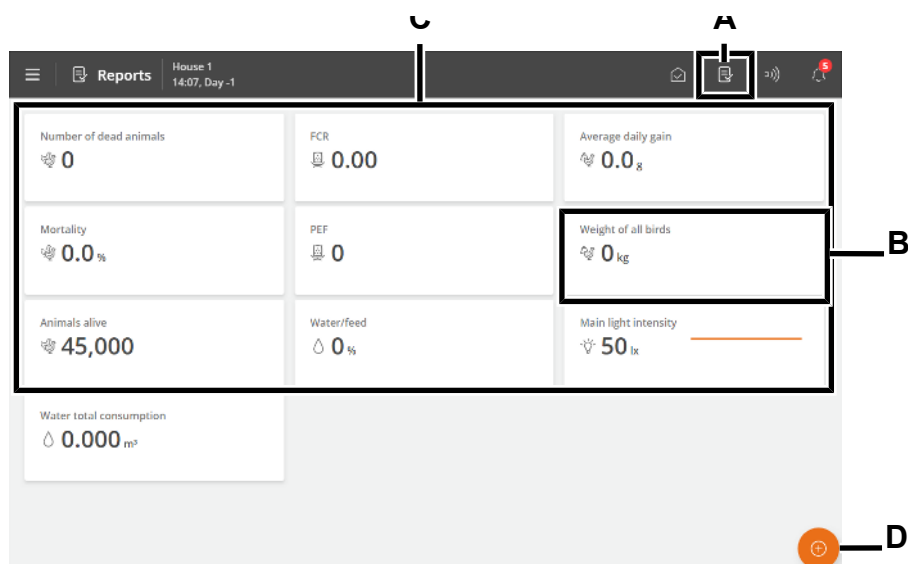 C A
Reports
House 1
14:07, Day -1
5
Number of dead animals
0
FCR
0.00
Average daily gain
0.0 g
Mortality
0.0 %
PEF
0
Weight of all birds
0 kg
B
Animals alive
45,000
Water/feed
0 %
Main light intensity
50 lx
Water total consumption
0.000 m³
D